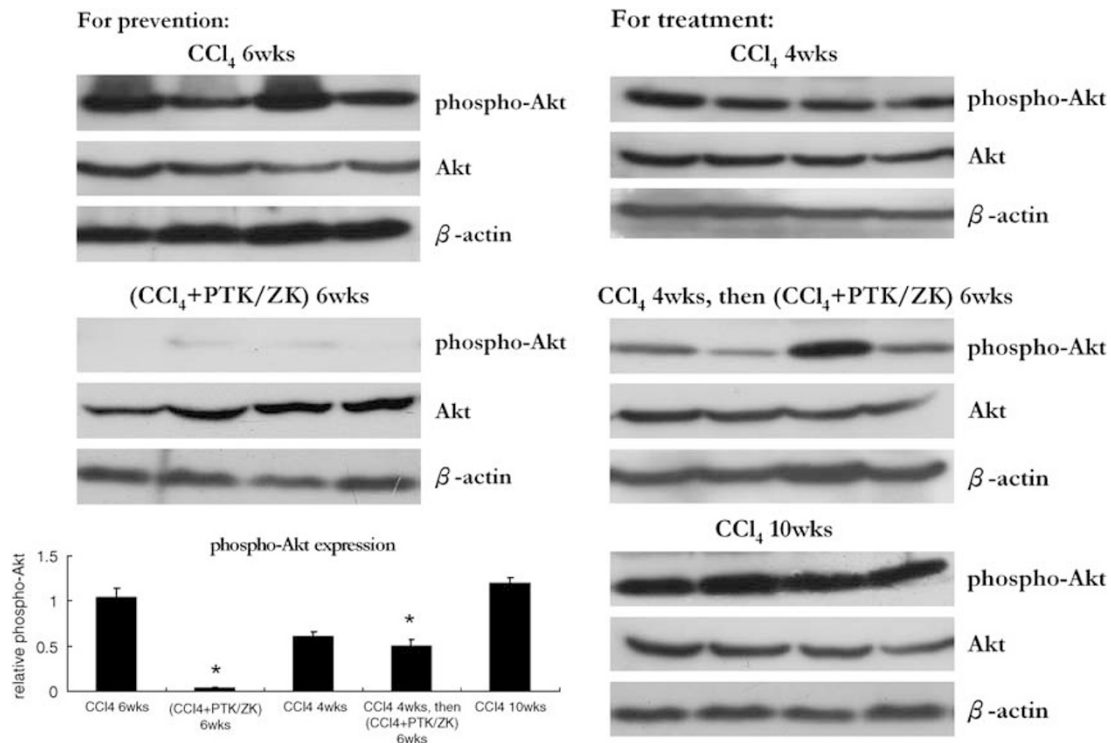 For prevention:
CCl₄ 6wks
phospho-Akt
Akt
β-actin
(CCl₄+PTK/ZK) 6wks
phospho-Akt
Akt
β-actin
phospho-Akt expression
relative phospho-Akt
1.5
1
0.5
0
*
*
CCl4 6wks
(CCl4+PTK/ZK)
6wks
CCl4 4wks
CCl4 4wks, then
(CCl4+PTK/ZK)
6wks
CCl4 10wks
For treatment:
CCl₄ 4wks
phospho-Akt
Akt
β-actin
CCl₄ 4wks, then (CCl₄+PTK/ZK) 6wks
phospho-Akt
Akt
β-actin
CCl₄ 10wks
phospho-Akt
Akt
β-actin